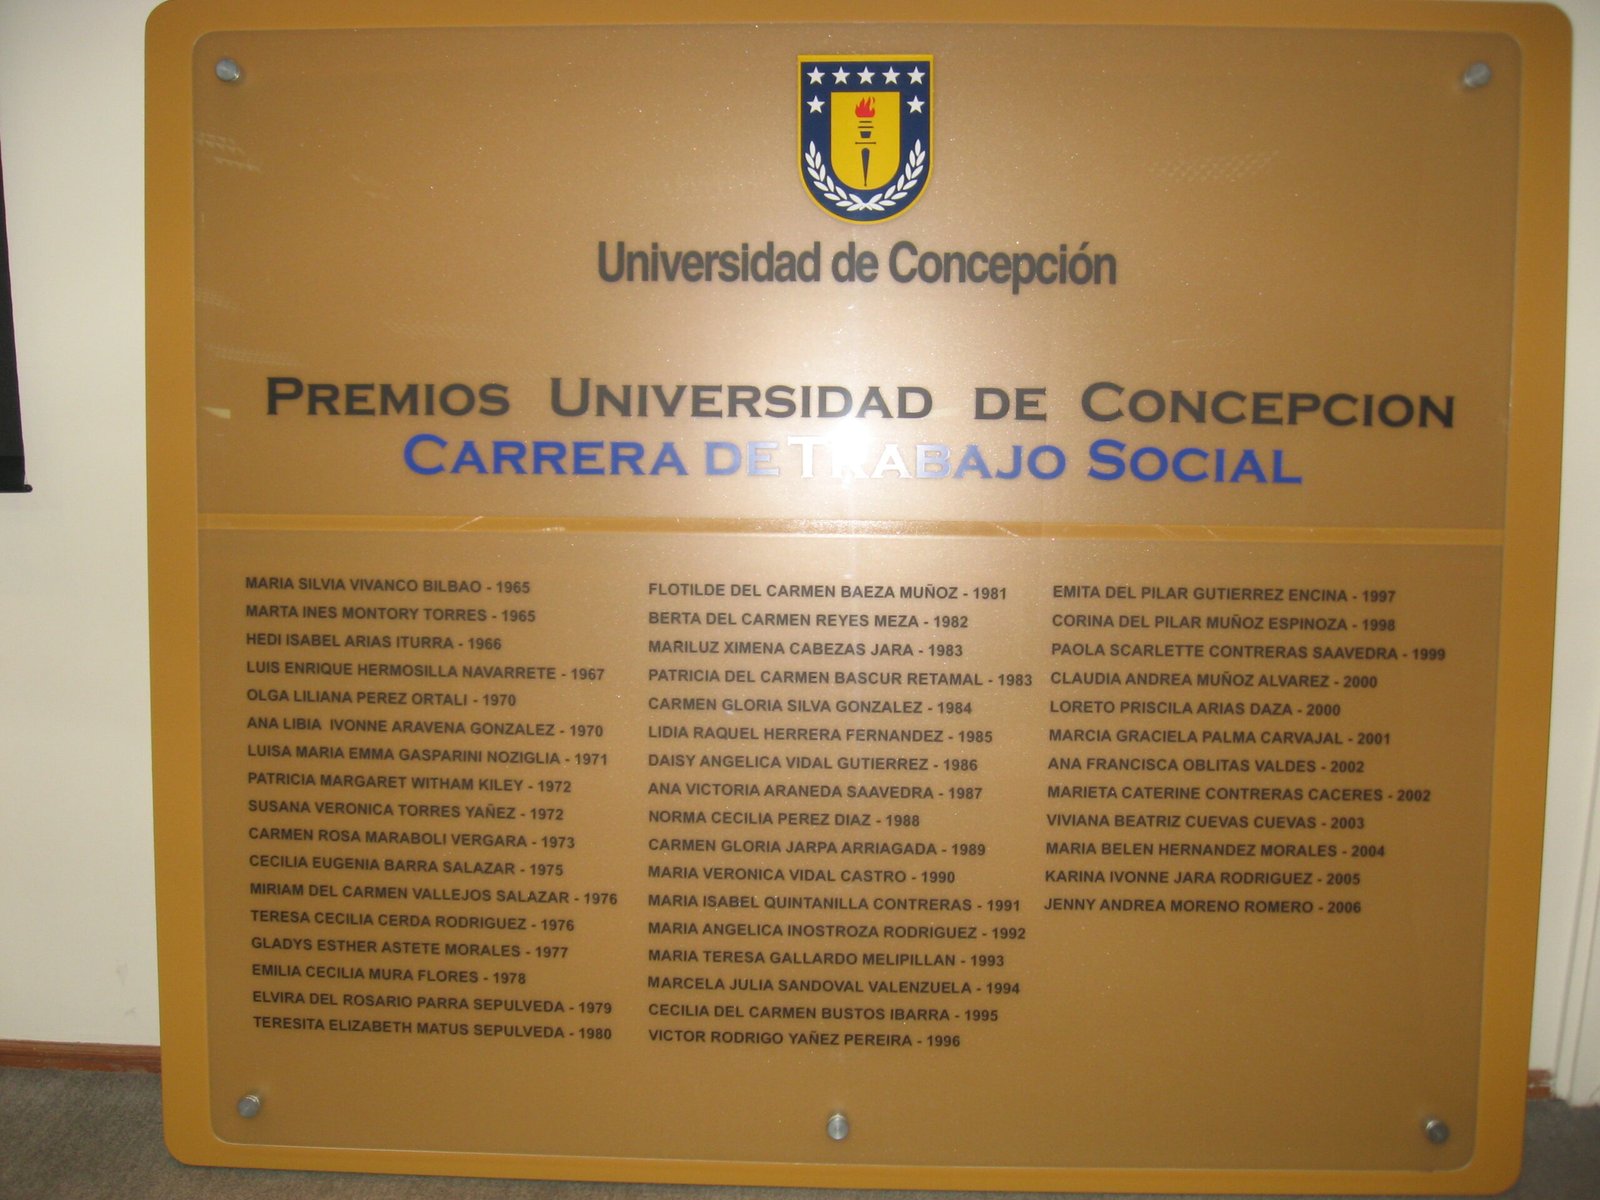 Universidad de Concepción
PREMIOS UNIVERSIDAD DE CONCEPCION
CARRERA DE TRABAJO SOCIAL
MARIA SILVIA VIVANCO BILBAO - 1965
MARTA INES MONTORY TORRES - 1965
HEDI ISABEL ARIAS ITURRA - 1966
LUIS ENRIQUE HERMOSILLA NAVARRETE - 1967
OLGA LILIANA PEREZ ORTALI - 1970
ANA LIBIA IVONNE ARAVENA GONZALEZ - 1970
LUISA MARIA EMMA GASPARINI NOZIGLIA - 1971
PATRICIA MARGARET WITHAM KILEY - 1972
SUSANA VERONICA TORRES YAÑEZ - 1972
CARMEN ROSA MARABOLI VERGARA - 1973
CECILIA EUGENIA BARRA SALAZAR - 1975
MIRIAM DEL CARMEN VALLEJOS SALAZAR - 1976
TERESA CECILIA CERDA RODRIGUEZ - 1976
GLADYS ESTHER ASTETE MORALES - 1977
EMILIA CECILIA MURA FLORES - 1978
ELVIRA DEL ROSARIO PARRA SEPULVEDA - 1979
TERESITA ELIZABETH MATUS SEPULVEDA - 1980
FLOTILDE DEL CARMEN BAEZA MUÑOZ - 1981
BERTA DEL CARMEN REYES MEZA - 1982
MARILUZ XIMENA CABEZAS JARA - 1983
PATRICIA DEL CARMEN BASCUR RETAMAL - 1983
CARMEN GLORIA SILVA GONZALEZ - 1984
LIDIA RAQUEL HERRERA FERNANDEZ - 1985
DAISY ANGELICA VIDAL GUTIERREZ - 1986
ANA VICTORIA ARANEDA SAAVEDRA - 1987
NORMA CECILIA PEREZ DIAZ - 1988
CARMEN GLORIA JARPA ARRIAGADA - 1989
MARIA VERONICA VIDAL CASTRO - 1990
MARIA ISABEL QUINTANILLA CONTRERAS - 1991
MARIA ANGELICA INOSTROZA RODRIGUEZ - 1992
MARIA TERESA GALLARDO MELIPILLAN - 1993
MARCELA JULIA SANDOVAL VALENZUELA - 1994
CECILIA DEL CARMEN BUSTOS IBARRA - 1995
VICTOR RODRIGO YAÑEZ PEREIRA - 1996
EMITA DEL PILAR GUTIERREZ ENCINA - 1997
CORINA DEL PILAR MUÑOZ ESPINOZA - 1998
PAOLA SCARLETTE CONTRERAS SAAVEDRA - 1999
CLAUDIA ANDREA MUÑOZ ALVAREZ - 2000
LORETO PRISCILA ARIAS DAZA - 2000
MARCIA GRACIELA PALMA CARVAJAL - 2001
ANA FRANCISCA OBLITAS VALDES - 2002
MARIETA CATERINE CONTRERAS CACERES - 2002
VIVIANA BEATRIZ CUEVAS CUEVAS - 2003
MARIA BELEN HERNANDEZ MORALES - 2004
KARINA IVONNE JARA RODRIGUEZ - 2005
JENNY ANDREA MORENO ROMERO - 2006